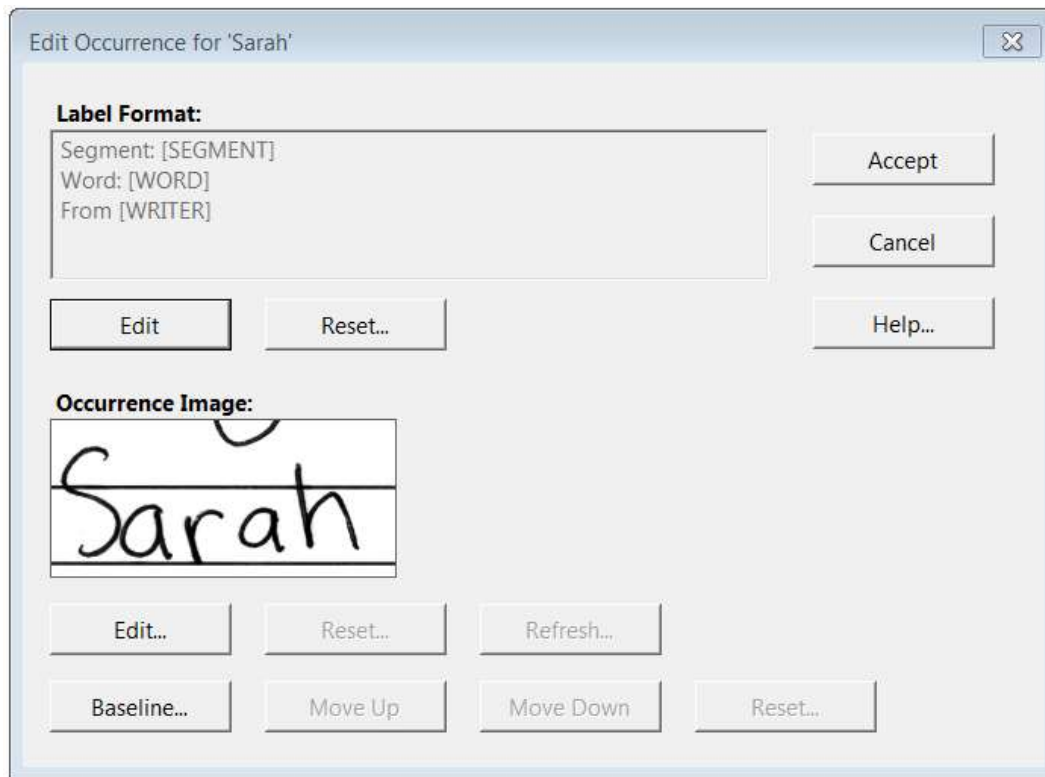 Edit Occurrence for 'Sarah'
Label Format:
Segment: [SEGMENT]
Word: [WORD]
From [WRITER]
Accept
Cancel
Edit
Reset...
Help...
Occurrence Image:
Sarah
Edit...
Reset...
Refresh...
Baseline...
Move Up
Move Down
Reset...